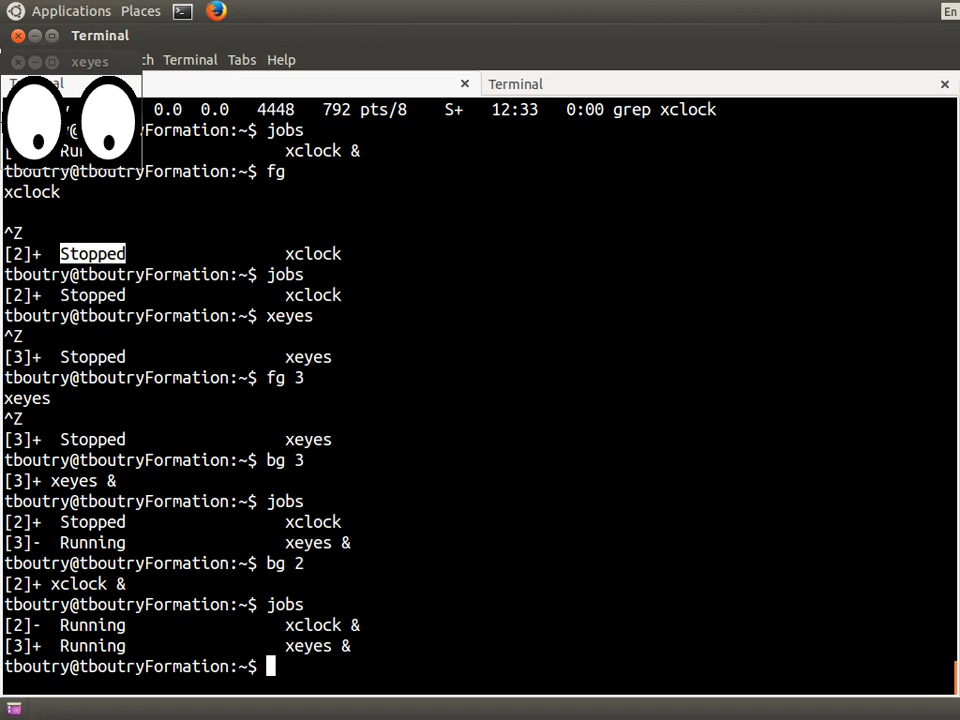 Applications Places En
Terminal
xeyes ch Terminal Tabs Help
Terminal
0.0 0.0 4448 792 pts/8 S+ 12:33 0:00 grep xclock
jobs
xclock &
tboutry@tboutryFormation:~$ fg
xclock
^Z
[2]+ Stopped xclock
tboutry@tboutryFormation:~$ jobs
[2]+ Stopped xclock
tboutry@tboutryFormation:~$ xeyes
^Z
[3]+ Stopped xeyes
tboutry@tboutryFormation:~$ fg 3
xeyes
^Z
[3]+ Stopped xeyes
tboutry@tboutryFormation:~$ bg 3
[3]+ xeyes &
tboutry@tboutryFormation:~$ jobs
[2]+ Stopped xclock
[3]- Running xeyes &
tboutry@tboutryFormation:~$ bg 2
[2]+ xclock &
tboutry@tboutryFormation:~$ jobs
[2]- Running xclock &
[3]+ Running xeyes &
tboutry@tboutryFormation:~$